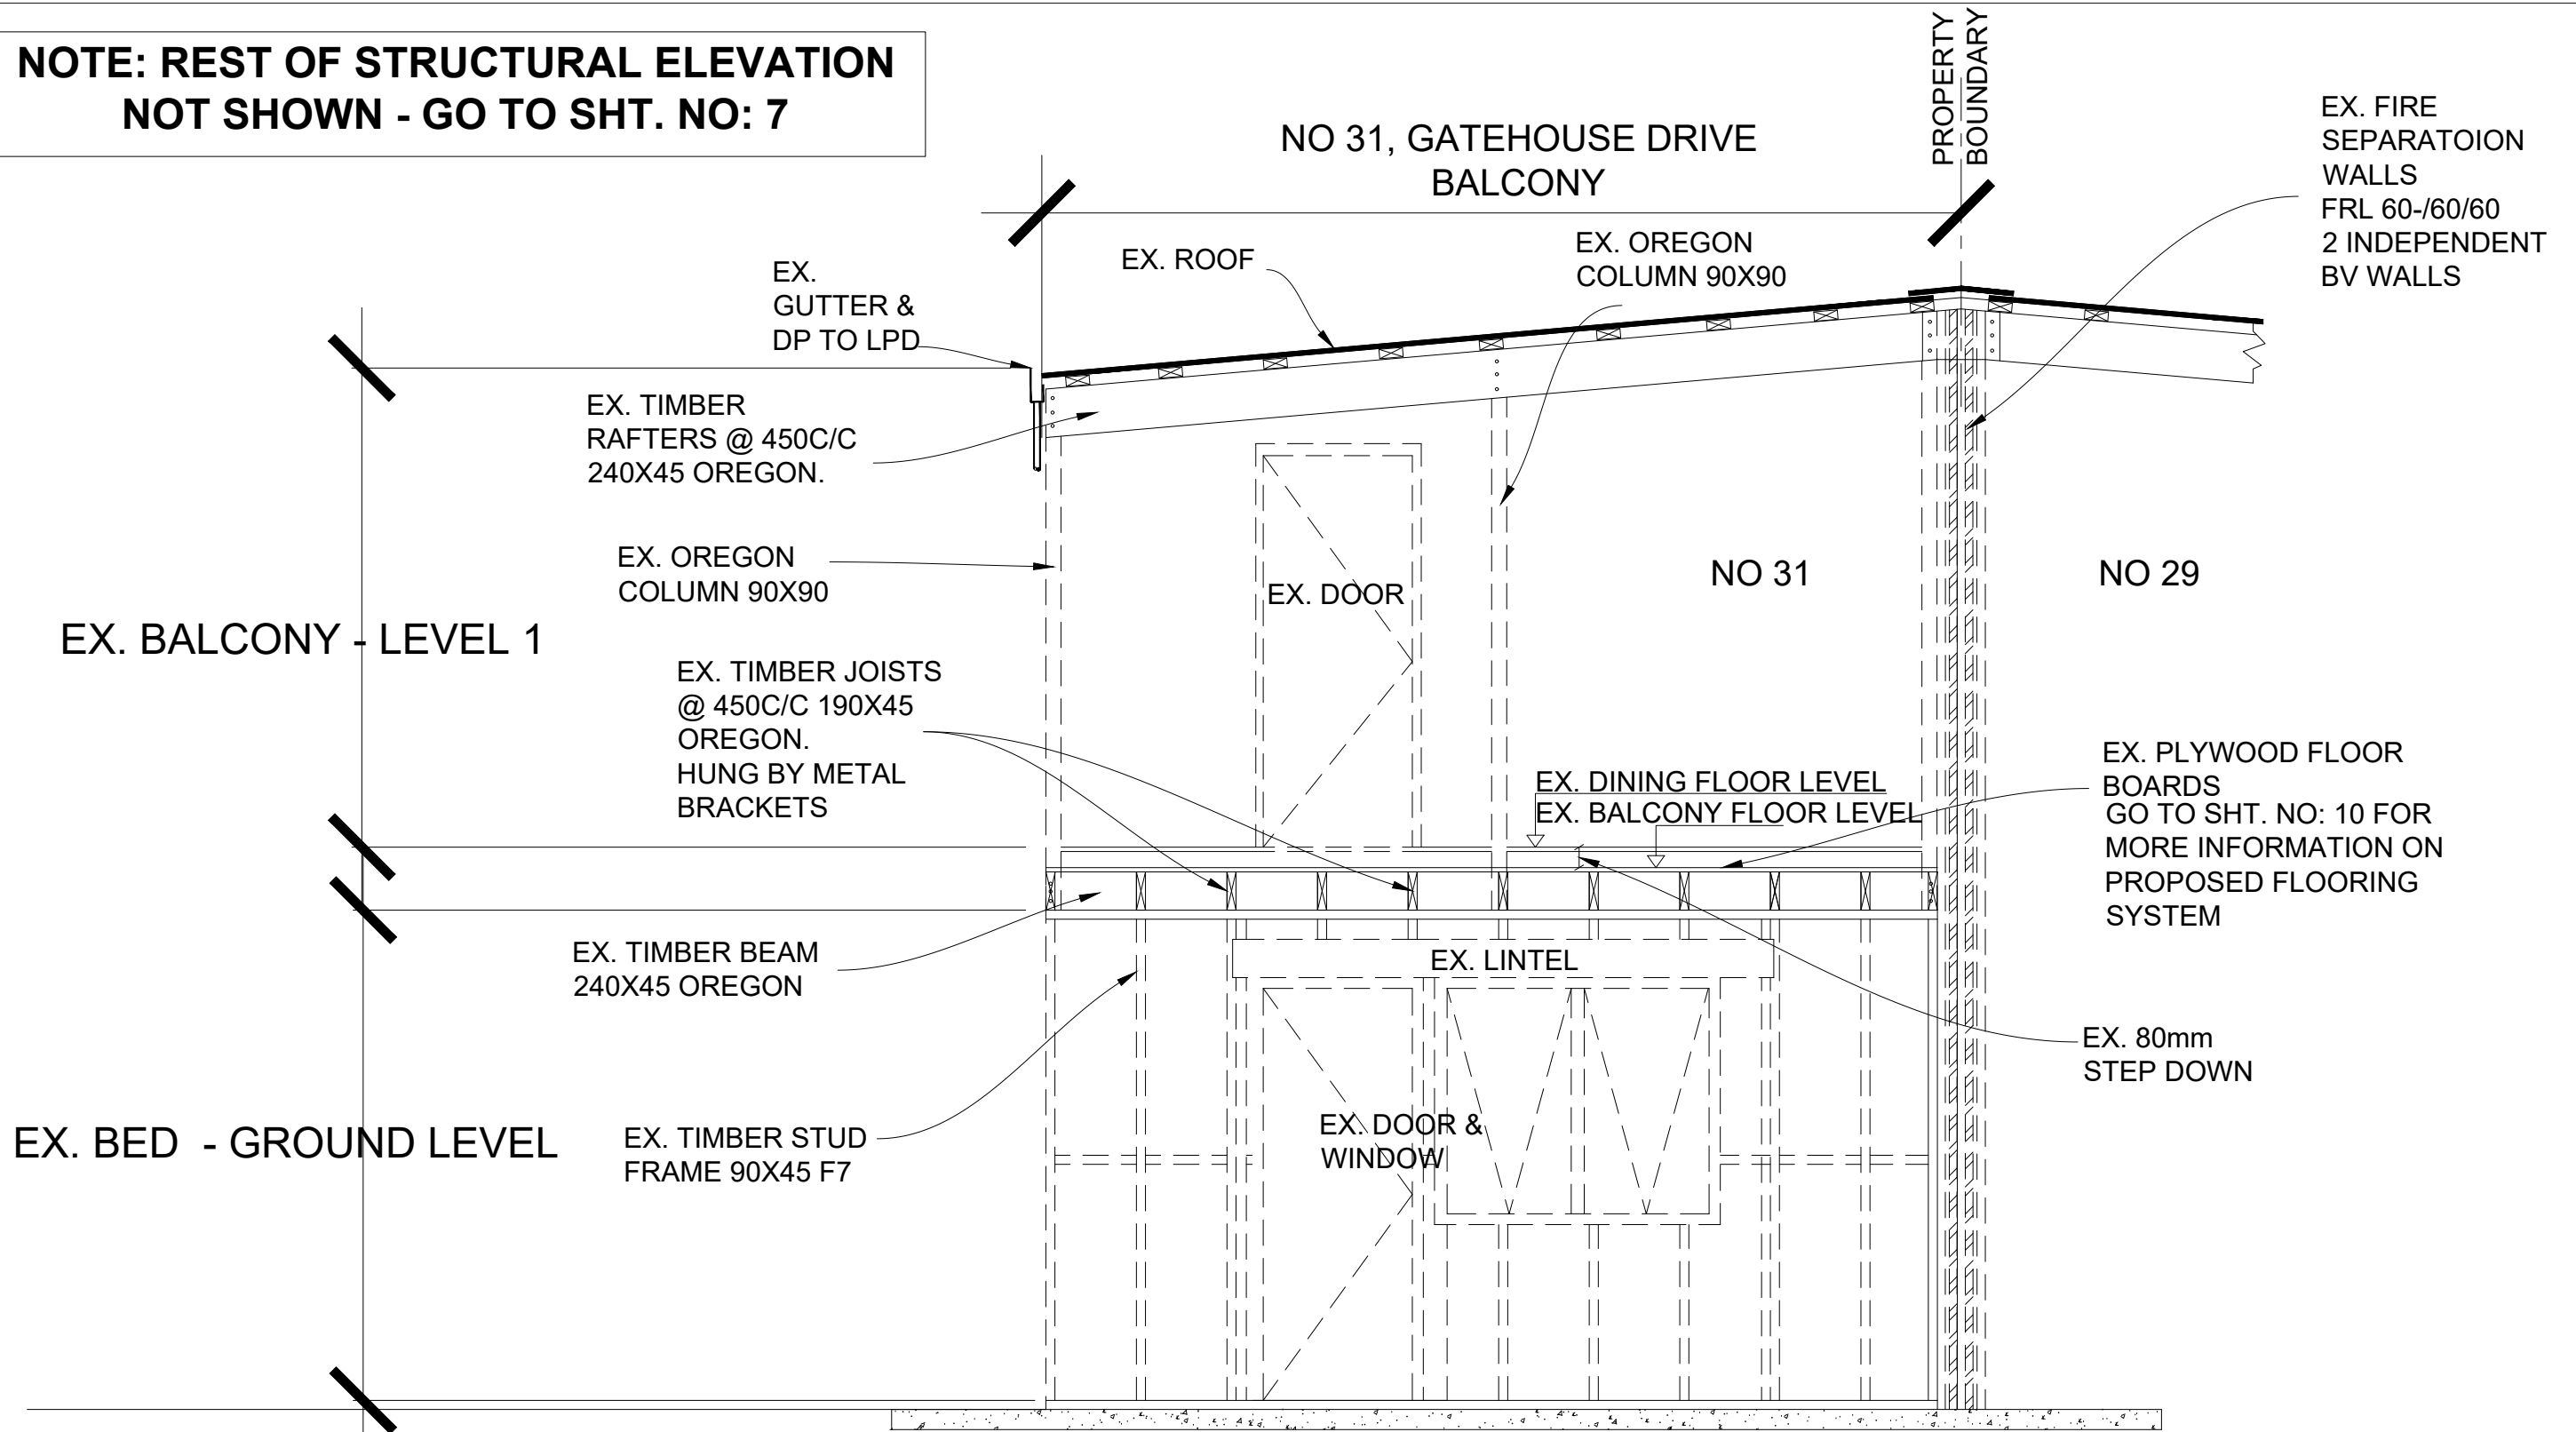 NOTE: REST OF STRUCTURAL ELEVATION
NOT SHOWN - GO TO SHT. NO: 7
PROPERTY
BOUNDARY
NO 31, GATEHOUSE DRIVE
BALCONY
EX. FIRE
SEPARATOION
WALLS
FRL 60-/60/60
2 INDEPENDENT
BV WALLS
EX.
GUTTER &
DP TO LPD
EX. ROOF
EX. OREGON
COLUMN 90X90
EX. TIMBER
RAFTERS @ 450C/C
240X45 OREGON.
EX. OREGON
COLUMN 90X90
EX. DOOR
NO 31
NO 29
EX. BALCONY - LEVEL 1
EX. TIMBER JOISTS
@ 450C/C 190X45
OREGON.
HUNG BY METAL
BRACKETS
EX. DINING FLOOR LEVEL
EX. BALCONY FLOOR LEVEL
EX. PLYWOOD FLOOR
BOARDS
GO TO SHT. NO: 10 FOR
MORE INFORMATION ON
PROPOSED FLOORING
SYSTEM
EX. TIMBER BEAM
240X45 OREGON
EX. LINTEL
EX. 80mm
STEP DOWN
EX. BED - GROUND LEVEL
EX. TIMBER STUD
FRAME 90X45 F7
EX. DOOR &
WINDOW